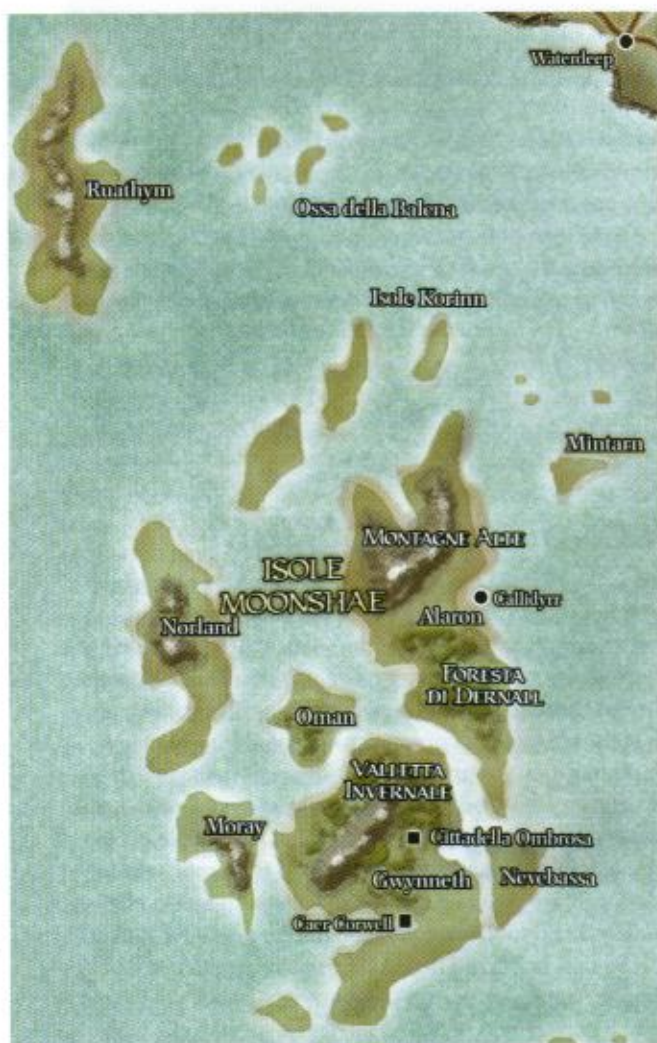 Waterdeep
Ruathym
Ossa della Balena
Isole Korinn
Mintarn
MONTAGNE ALTE
ISOLE
MOONSHAE
Callidyrr
Alaron
Norland
FORESTA
DI DERNALL
Oman
VALLETTA
INVERNALE
Moray
Cittadella Ombrosa
Gwynneth
Nevebassa
Caer Corwell